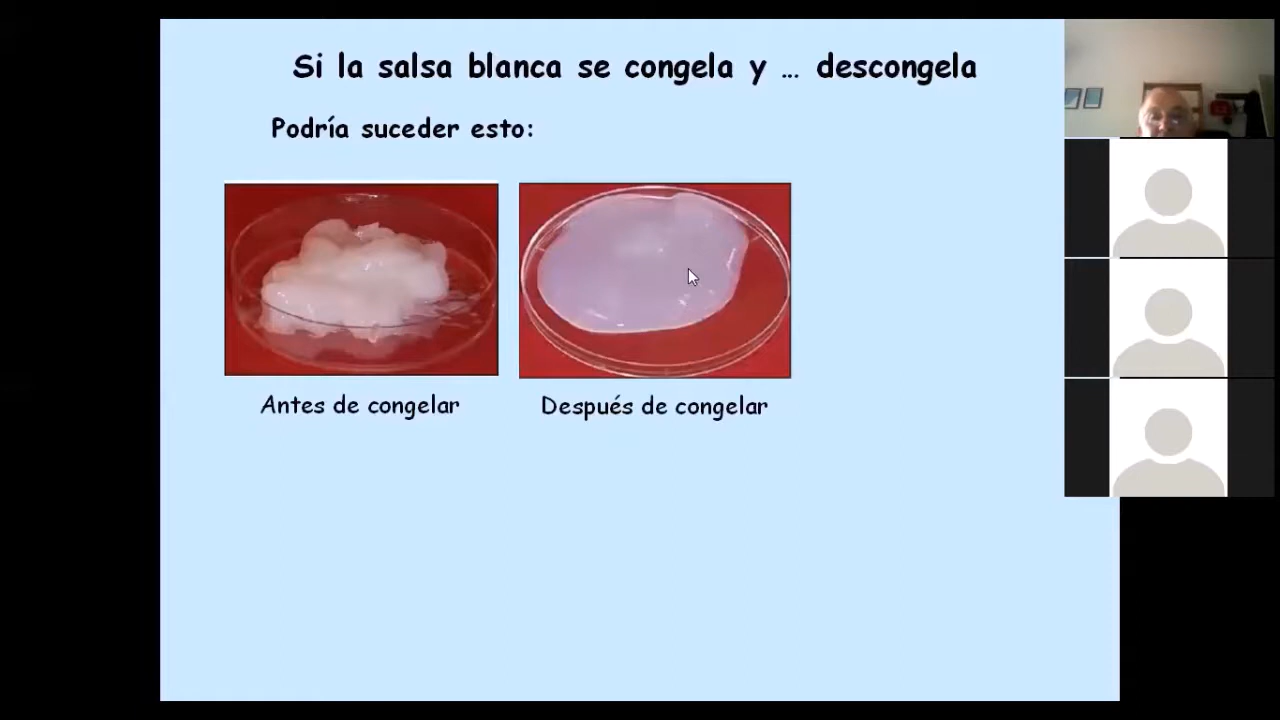 Si la salsa blanca se congela y ... descongela
Podría suceder esto:
Antes de congelar
Después de congelar